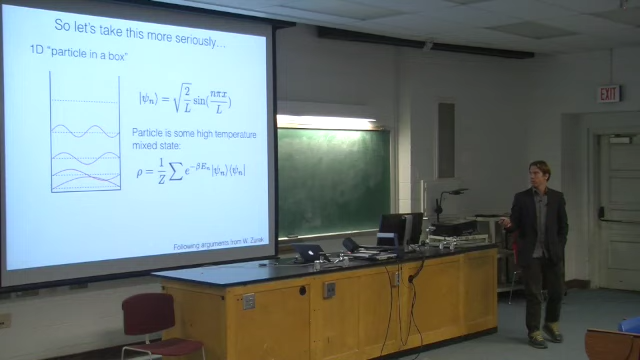 So let's take this more seriously…
1D "particle in a box"
|ψₙ⟩ = √(2/L) sin(nπx/L)
Particle is some high temperature
mixed state:
ρ = 1/Z ∑ e^(-βEₙ)|ψₙ⟩⟨ψₙ|
Following arguments from W. Zurek
EXIT